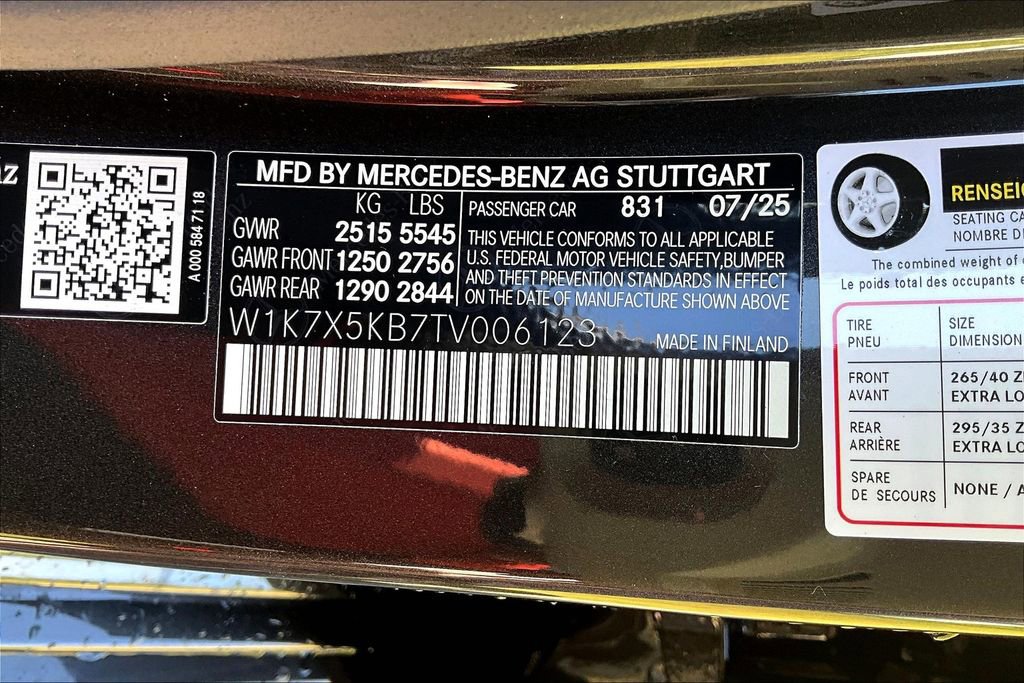 A 000 584 71 18
MFD BY MERCEDES-BENZ AG STUTTGART
KG LBS
GVWR 2515 5545
GAWR FRONT 1250 2756
GAWR REAR 1290 2844
PASSENGER CAR 831 07/25
THIS VEHICLE CONFORMS TO ALL APPLICABLE
U.S. FEDERAL MOTOR VEHICLE SAFETY,BUMPER
AND THEFT PREVENTION STANDARDS IN EFFECT
ON THE DATE OF MANUFACTURE SHOWN ABOVE
W1K7X5KB7TV006123
MADE IN FINLAND
RENSEIG
SEATING CA
NOMBRE D
The combined weight of
Le poids total des occupants e
TIRE SIZE
PNEU DIMENSION
FRONT 265/40 Z
AVANT EXTRA LO
REAR 295/35 Z
ARRIÈRE EXTRA LO
SPARE NONE / A
DE SECOURS